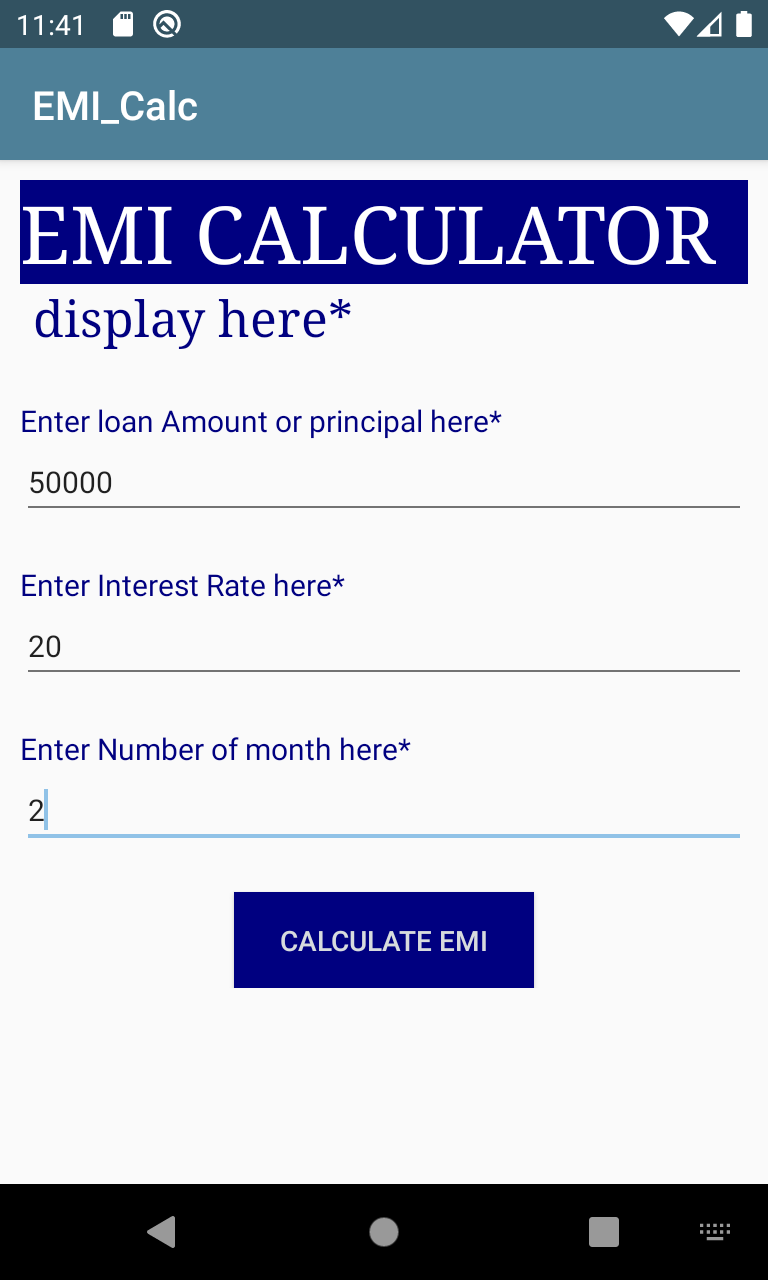 11:41
EMI_Calc
EMI CALCULATOR
display here*
Enter loan Amount or principal here*
50000
Enter Interest Rate here*
20
Enter Number of month here*
2
CALCULATE EMI